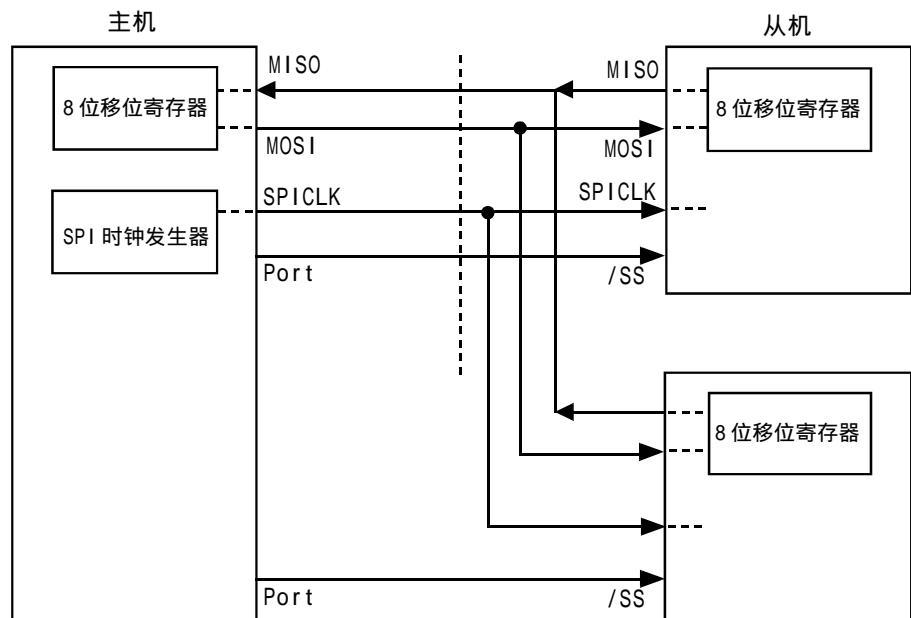 主机
从机
MISO
MISO
8位移位寄存器
8位移位寄存器
MOSI
MOSI
SPICLK
SPICLK
SPI时钟发生器
Port
/SS
8位移位寄存器
Port
/SS